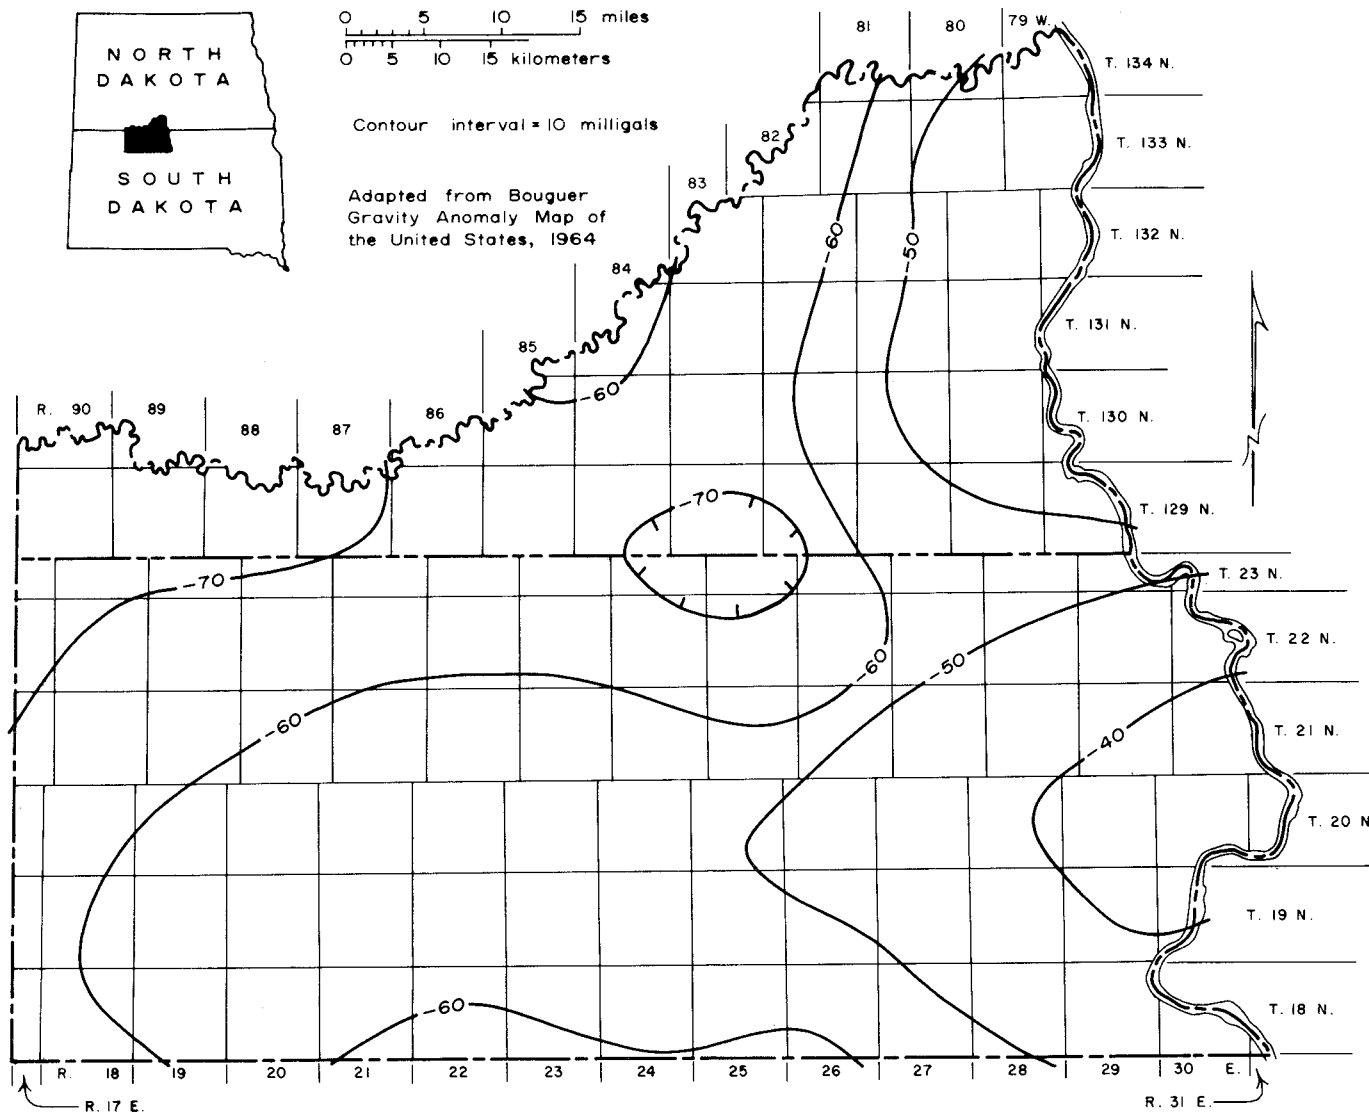 NORTH
DAKOTA
SOUTH
DAKOTA
0 5 10 15 miles
0 5 10 15 kilometers
Contour interval = 10 milligals
Adapted from Bouguer
Gravity Anomaly Map of
the United States, 1964
81 80 79 W.
82
83
84
85
86
R. 90 89 88 87
T. 134 N.
T. 133 N.
T. 132 N.
T. 131 N.
T. 130 N.
T. 129 N.
T. 23 N.
T. 22 N.
T. 21 N.
T. 20 N
T. 19 N.
T. 18 N.
-60
-50
-60
-70
-70
-60
-50
-60
-40
-60
R. 18 19 20 21 22 23 24 25 26 27 28 29 30 E.
R. 17 E.
R. 31 E.